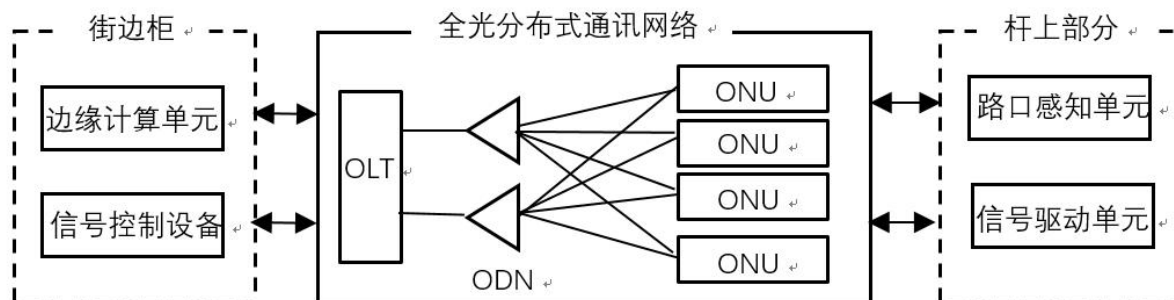 街边柜
边缘计算单元
信号控制设备
全光分布式通讯网络
OLT
ODN
ONU
ONU
ONU
ONU
杆上部分
路口感知单元
信号驱动单元